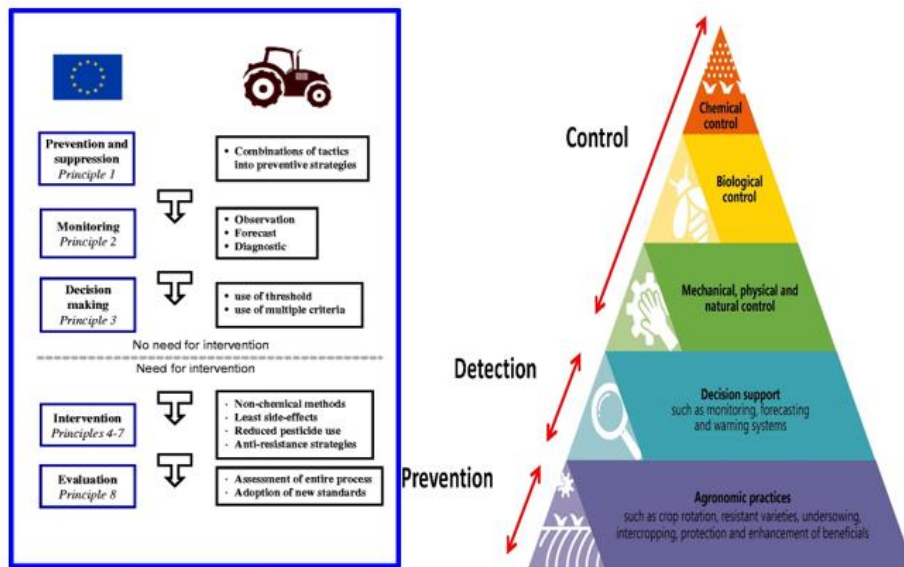 Prevention and
suppression
Principle 1
• Combinations of tactics
into preventive strategies
Monitoring
Principle 2
• Observation
• Forecast
• Diagnostic
Decision
making
Principle 3
• use of threshold
• use of multiple criteria
No need for intervention
Need for intervention
Intervention
Principles 4-7
· Non-chemical methods
· Least side-effects
· Reduced pesticide use
· Anti-resistance strategies
Evaluation
Principle 8
· Assessment of entire process
· Adoption of new standards
Control
Detection
Prevention
Chemical
control
Biological
control
Mechanical, physical and
natural control
Decision support
such as monitoring, forecasting
and warning systems
Agronomic practices
such as crop rotation, resistant varieties, undersowing,
intercropping, protection and enhancement of beneficials